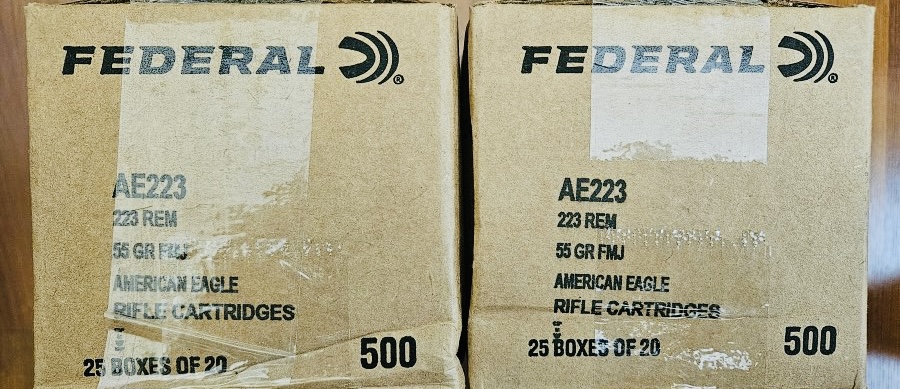 FEDERAL®
AE223
223 REM
55 GR FMJ
AMERICAN EAGLE
RIFLE CARTRIDGES
25 BOXES OF 20
500
FEDERAL®
AE223
223 REM
55 GR FMJ
AMERICAN EAGLE
RIFLE CARTRIDGES
25 BOXES OF 20
500